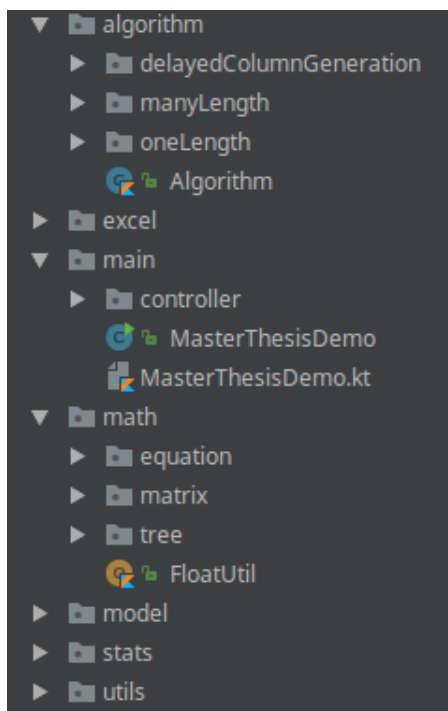 algorithm
delayedColumnGeneration
manyLength
oneLength
Algorithm
excel
main
controller
MasterThesisDemo
MasterThesisDemo.kt
math
equation
matrix
tree
FloatUtil
model
stats
utils